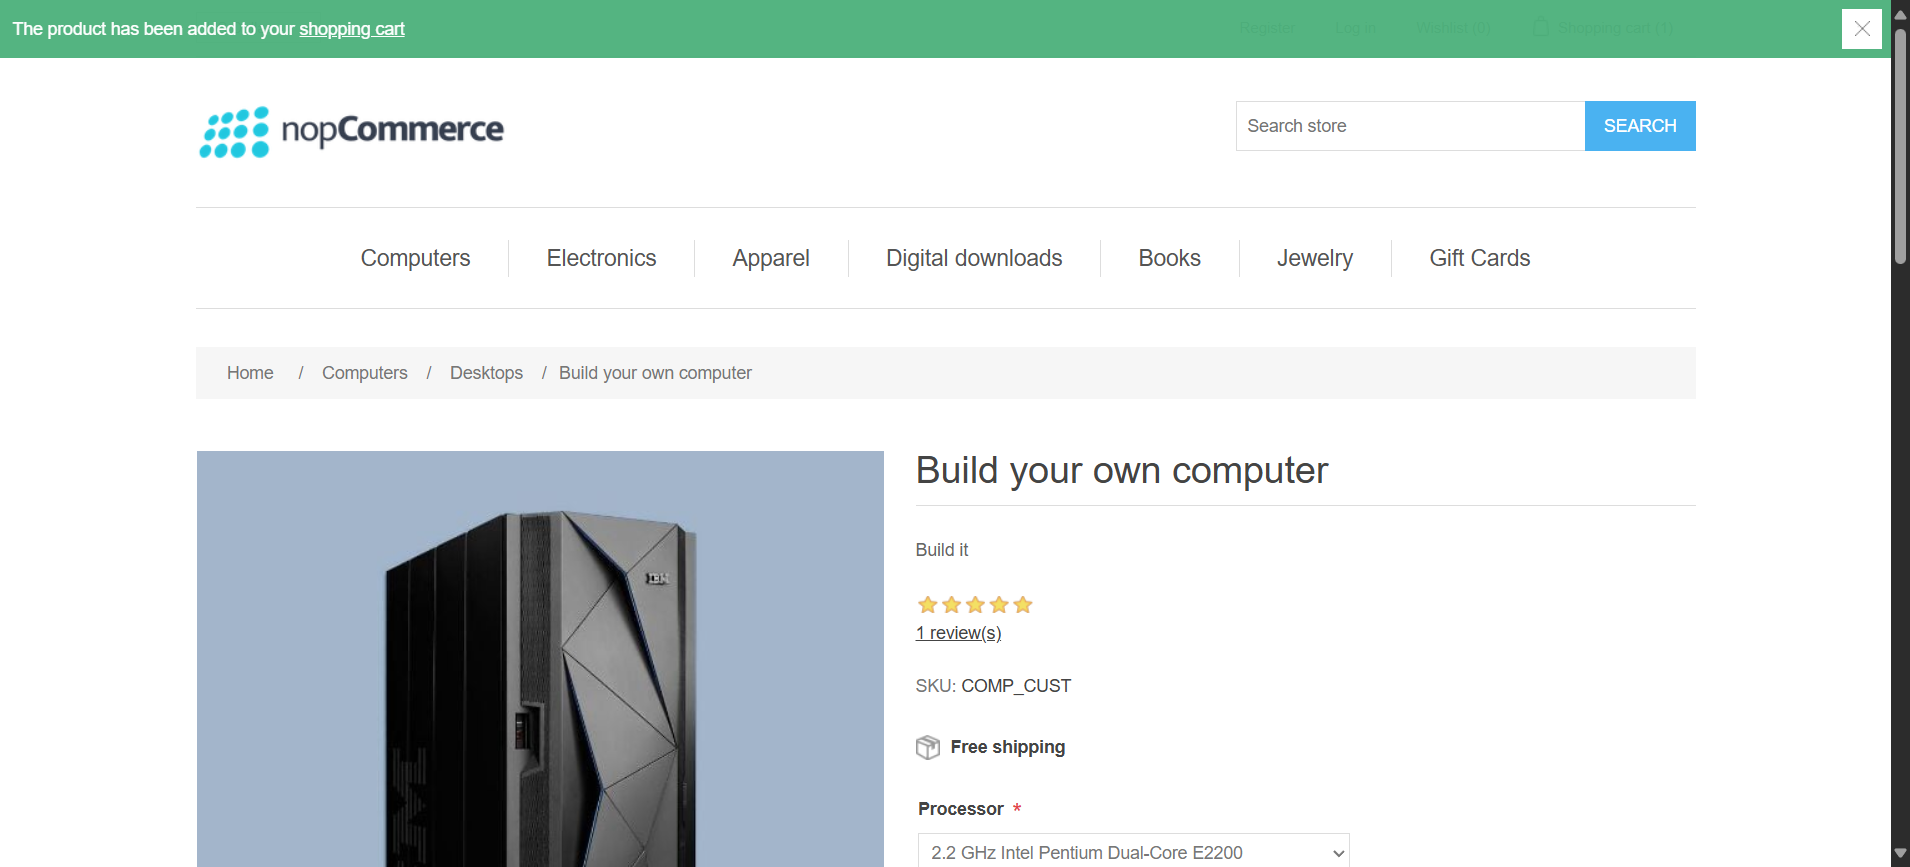 The product has been added to your shopping cart
Register Log in Wishlist (0) Shopping cart (1)
nopCommerce
Search store
SEARCH
Computers Electronics Apparel Digital downloads Books Jewelry Gift Cards
Home / Computers / Desktops / Build your own computer
Build your own computer
Build it
1 review(s)
SKU: COMP_CUST
Free shipping
Processor *
2.2 GHz Intel Pentium Dual-Core E2200
IBM